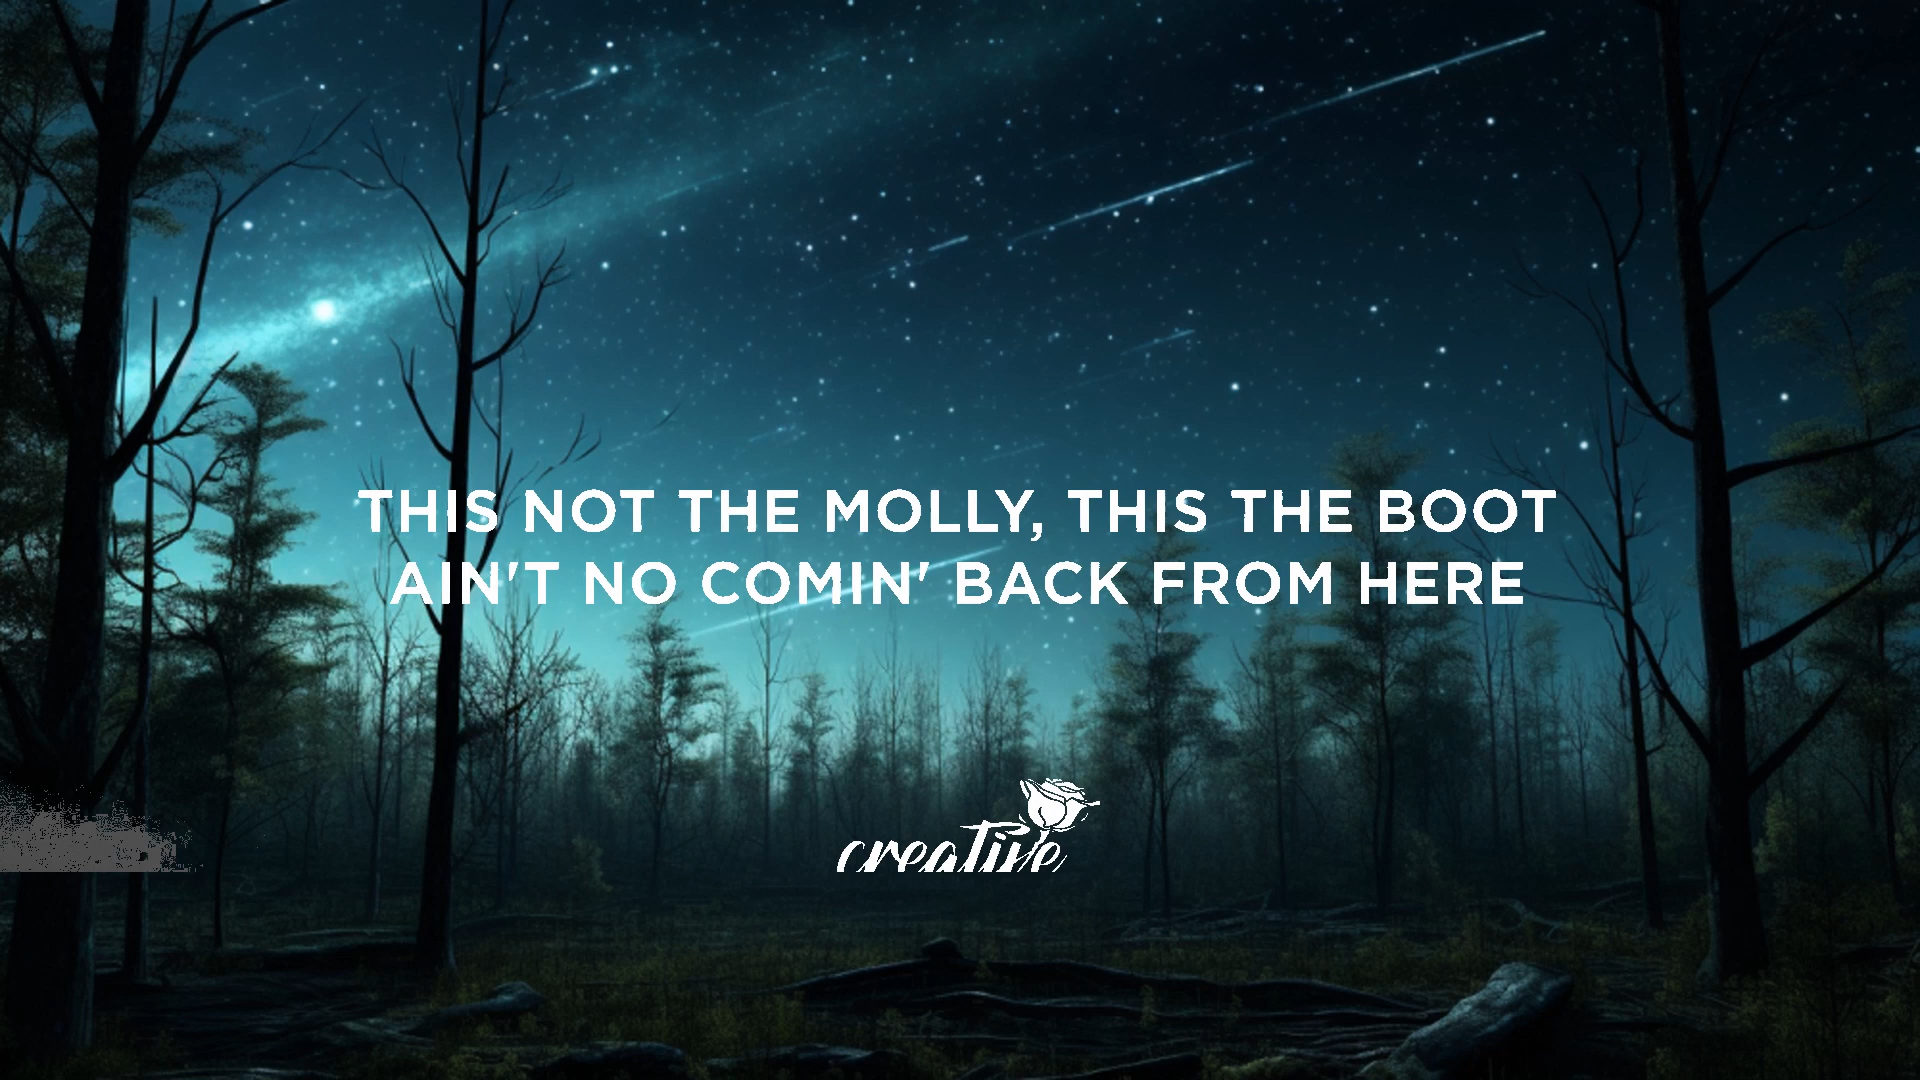 THIS NOT THE MOLLY, THIS THE BOOT
AIN'T NO COMIN' BACK FROM HERE
creative